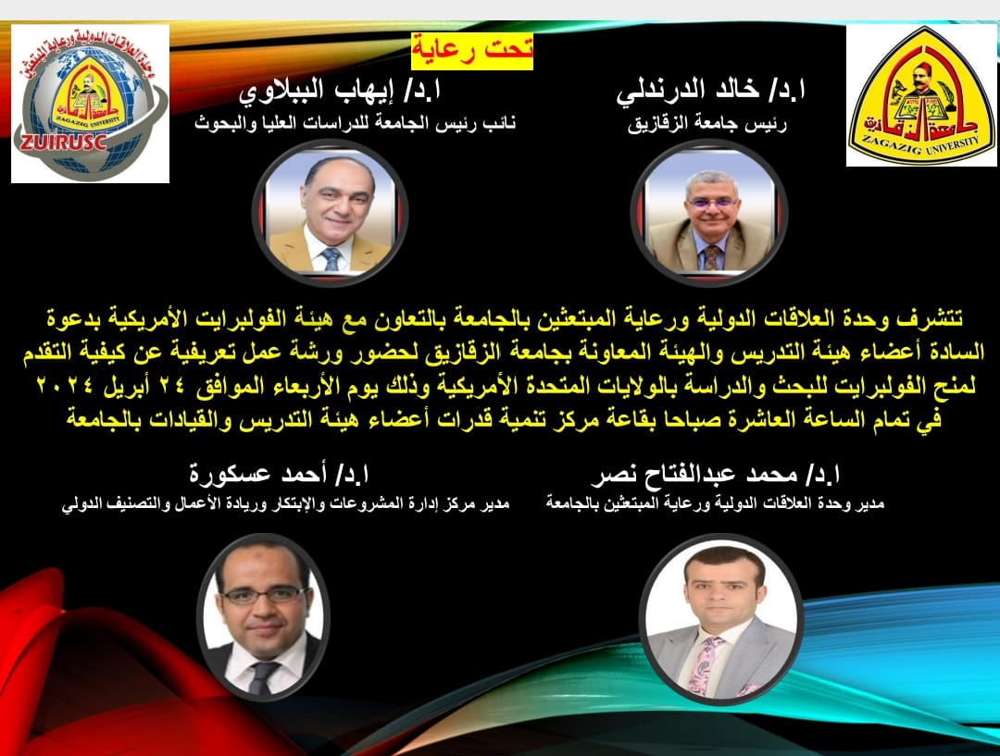 وحدة العلاقات الدولية ورعاية المبتعثين
ZAGAZIG UNIVERSITY
ZUIRUSC
تحت رعاية
جامعة الزقازيق
ZAGAZIG UNIVERSITY
ا.د/ خالد الدرندلي
رئيس جامعة الزقازيق
ا.د/ إيهاب الببلاوي
نائب رئيس الجامعة للدراسات العليا والبحوث
تتشرف وحدة العلاقات الدولية ورعاية المبتعثين بالجامعة بالتعاون مع هيئة الفولبرايت الأمريكية بدعوة
السادة أعضاء هيئة التدريس والهيئة المعاونة بجامعة الزقازيق لحضور ورشة عمل تعريفية عن كيفية التقدم
لمنح الفولبرايت للبحث والدراسة بالولايات المتحدة الأمريكية وذلك يوم الأربعاء الموافق ٢٤ أبريل ٢٠٢٤
في تمام الساعة العاشرة صباحا بقاعة مركز تنمية قدرات أعضاء هيئة التدريس والقيادات بالجامعة
ا.د/ محمد عبدالفتاح نصر
مدير وحدة العلاقات الدولية ورعاية المبتعثين بالجامعة
ا.د/ أحمد عسكورة
مدير مركز إدارة المشروعات والإبتكار وريادة الأعمال والتصنيف الدولي